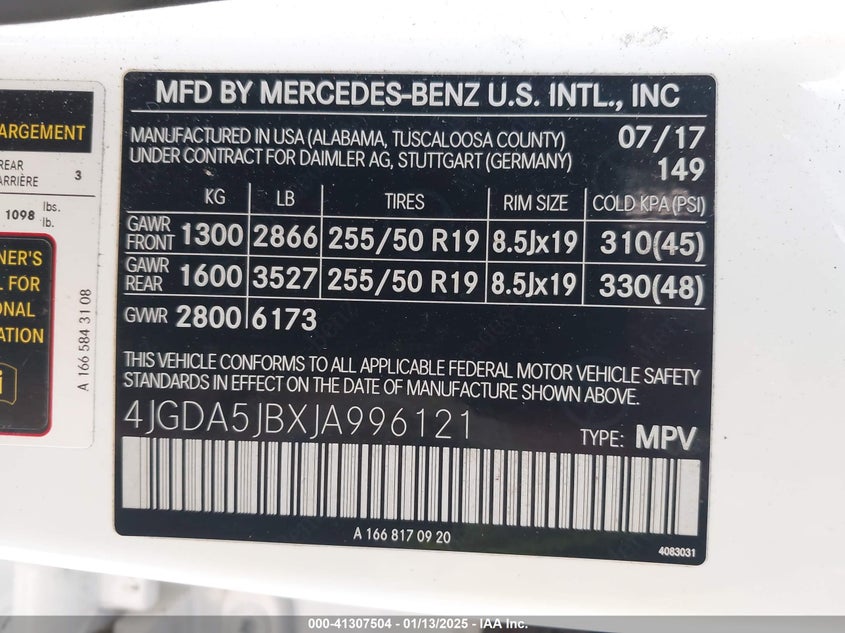 ARGEMENT
REAR
ARRIÈRE 3
1098 lbs.
lb.
NER'S
L FOR
ONAL
ATION
i
A 166 584 31 08
MFD BY MERCEDES-BENZ U.S. INTL., INC
MANUFACTURED IN USA (ALABAMA, TUSCALOOSA COUNTY) 07/17
UNDER CONTRACT FOR DAIMLER AG, STUTTGART (GERMANY) 149
KG LB TIRES RIM SIZE COLD KPA(PSI)
GAWR FRONT 1300 2866 255/50 R19 8.5Jx19 310(45)
GAWR REAR 1600 3527 255/50 R19 8.5Jx19 330(48)
GVWR 2800 6173
THIS VEHICLE CONFORMS TO ALL APPLICABLE FEDERAL MOTOR VEHICLE SAFETY
STANDARDS IN EFFECT ON THE DATE OF MANUFACTURE SHOWN ABOVE.
4JGDA5JBXJA996121 TYPE: MPV
A 166 817 09 20
4083031
000-41307504 - 01/13/2025 - IAA Inc.